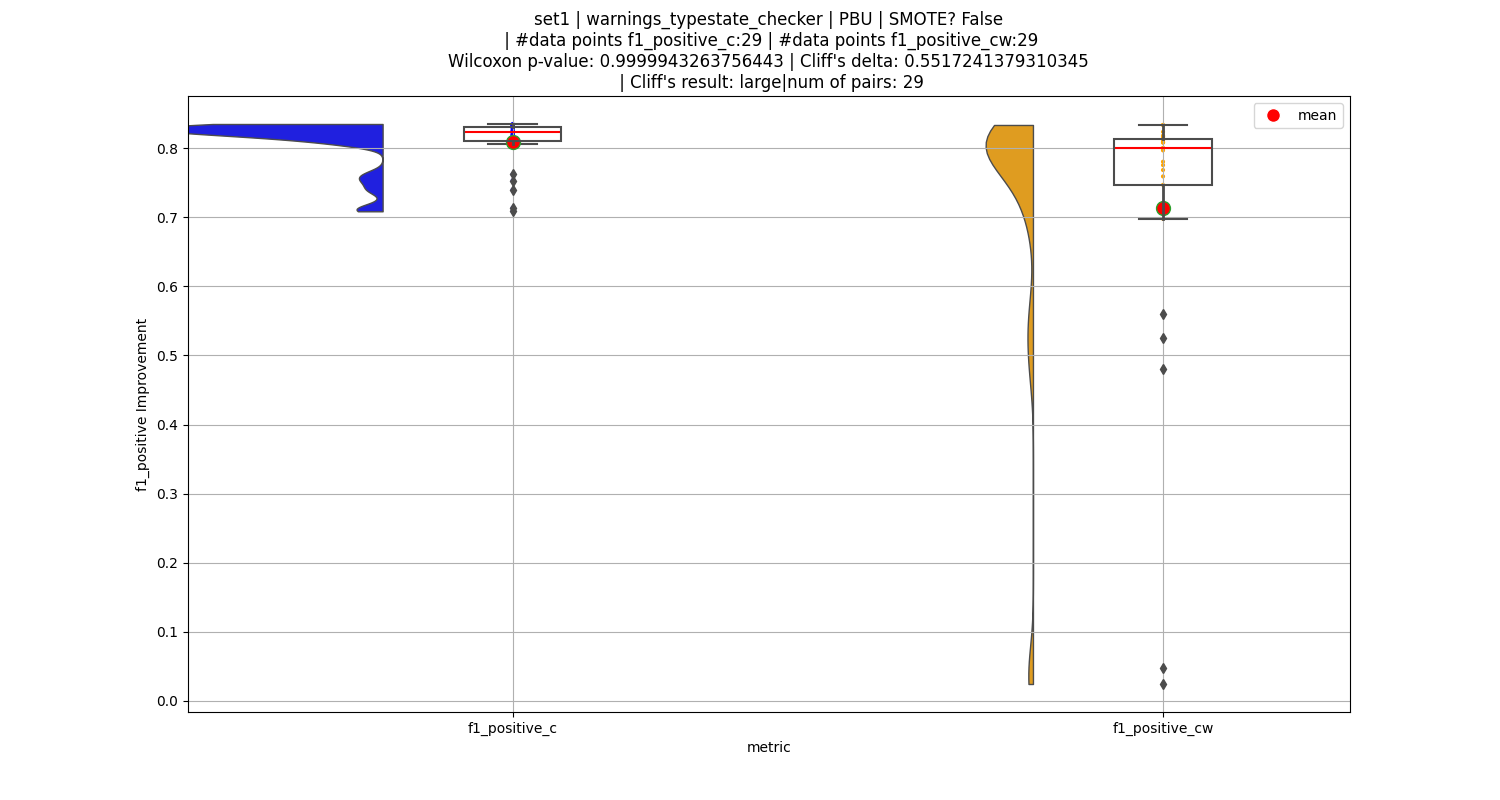 set1 | warnings_typestate_checker | PBU | SMOTE? False
| #data points f1_positive_c:29 | #data points f1_positive_cw:29
Wilcoxon p-value: 0.9999943263756443 | Cliff's delta: 0.5517241379310345
| Cliff's result: large|num of pairs: 29
mean
0.8
0.7
0.6
0.5
0.4
0.3
0.2
0.1
0.0
f1_positive Improvement
f1_positive_c
f1_positive_cw
metric